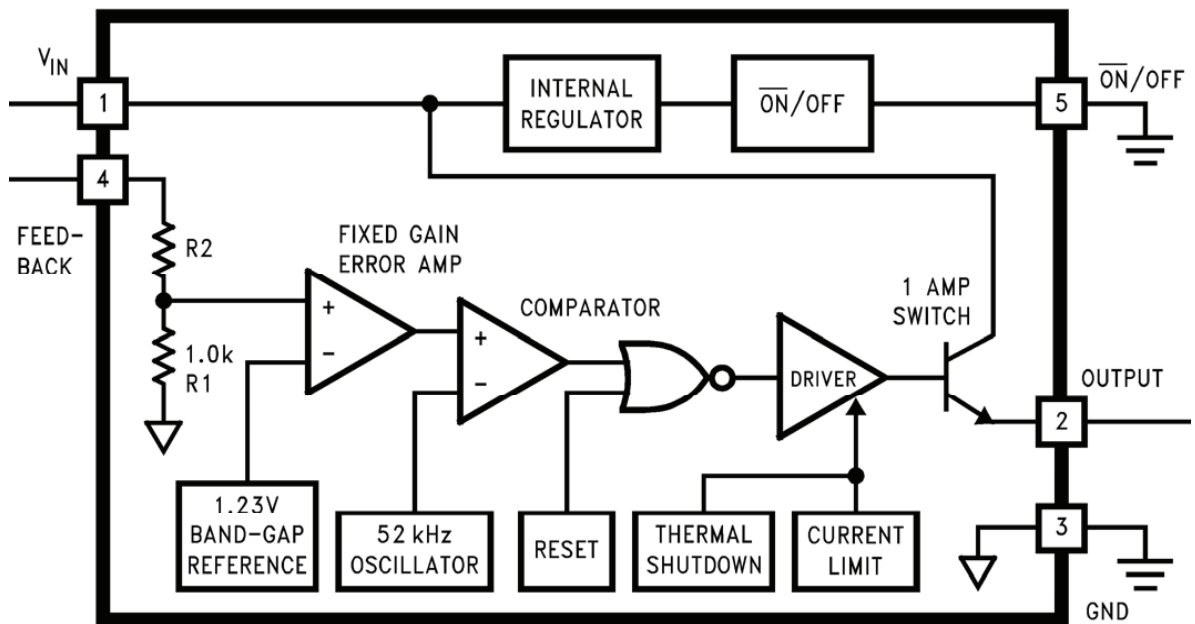 V_IN
1
INTERNAL
REGULATOR
ON/OFF
5
ON/OFF
4
FEED-
BACK
R2
1.0k
R1
FIXED GAIN
ERROR AMP
+
−
COMPARATOR
+
−
DRIVER
1 AMP
SWITCH
OUTPUT
2
1.23V
BAND-GAP
REFERENCE
52 kHz
OSCILLATOR
RESET
THERMAL
SHUTDOWN
CURRENT
LIMIT
3
GND